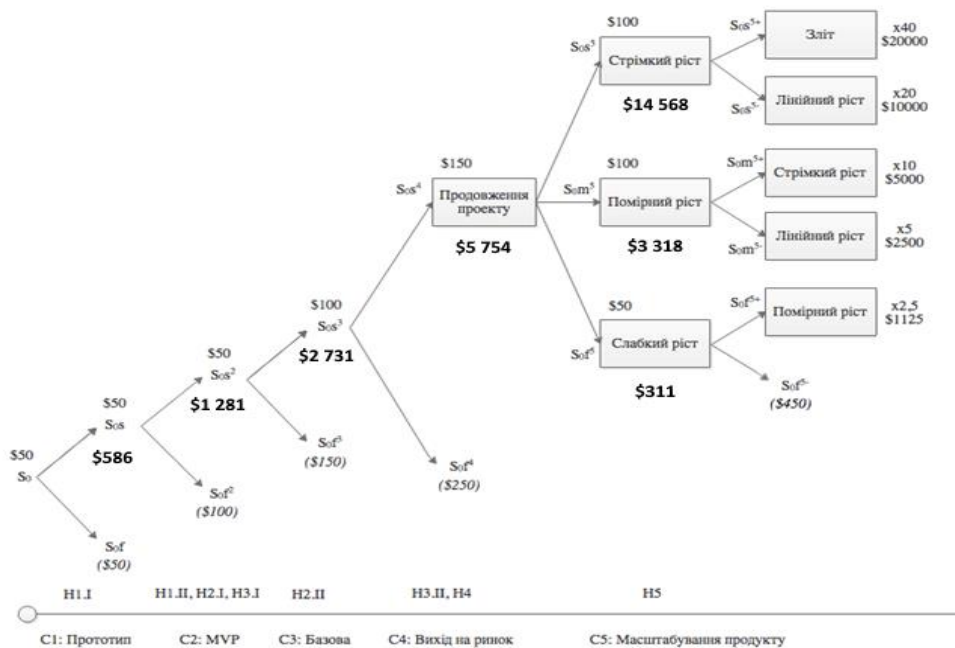 $100
S₀s⁵
Стрімкий ріст
$14 568
S₀s⁵⁺
Зліт
x40
$20000
S₀s⁵⁻
Лінійний ріст
x20
$10000
$150
S₀s⁴
Продовження
проекту
$5 754
$100
S₀m⁵
Помірний ріст
$3 318
S₀m⁵⁺
Стрімкий ріст
x10
$5000
S₀m⁵⁻
Лінійний ріст
x5
$2500
$50
S₀f⁵
Слабкий ріст
$311
S₀f⁵⁺
Помірний ріст
x2,5
$1125
S₀f⁵⁻
($450)
$100
S₀s³
$2 731
$50
S₀s²
$1 281
$50
S₀s
$586
$50
S₀
S₀f³
($150)
S₀f⁴
($250)
S₀f²
($100)
S₀f
($50)
H1.I
H1.II, H2.I, H3.I
H2.II
H3.II, H4
H5
C1: Прототип
C2: MVP
C3: Базова
C4: Вихід на ринок
C5: Масштабування продукту